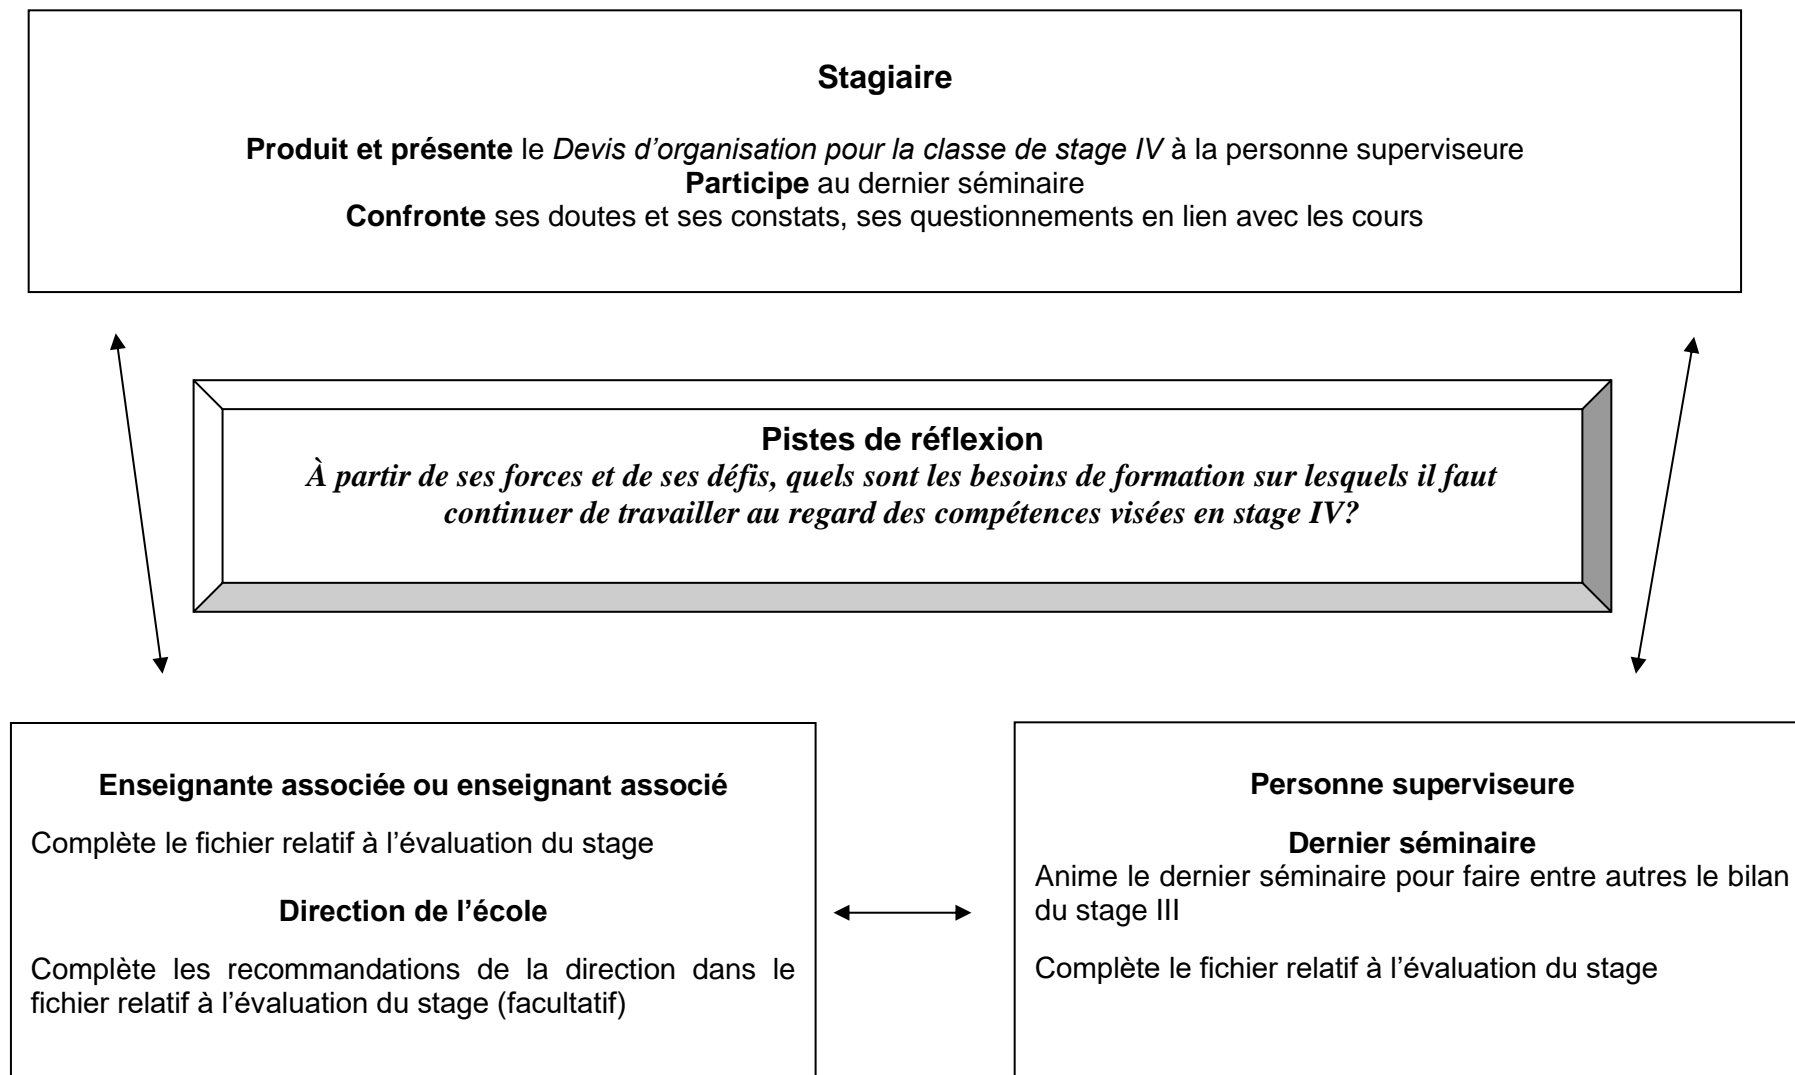 Stagiaire
Produit et présente le Devis d’organisation pour la classe de stage IV à la personne superviseure
Participe au dernier séminaire
Confronte ses doutes et ses constats, ses questionnements en lien avec les cours
Pistes de réflexion
À partir de ses forces et de ses défis, quels sont les besoins de formation sur lesquels il faut
continuer de travailler au regard des compétences visées en stage IV?
Enseignante associée ou enseignant associé
Complète le fichier relatif à l’évaluation du stage
Direction de l’école
Complète les recommandations de la direction dans le
fichier relatif à l’évaluation du stage (facultatif)
Personne superviseure
Dernier séminaire
Anime le dernier séminaire pour faire entre autres le bilan
du stage III
Complète le fichier relatif à l’évaluation du stage